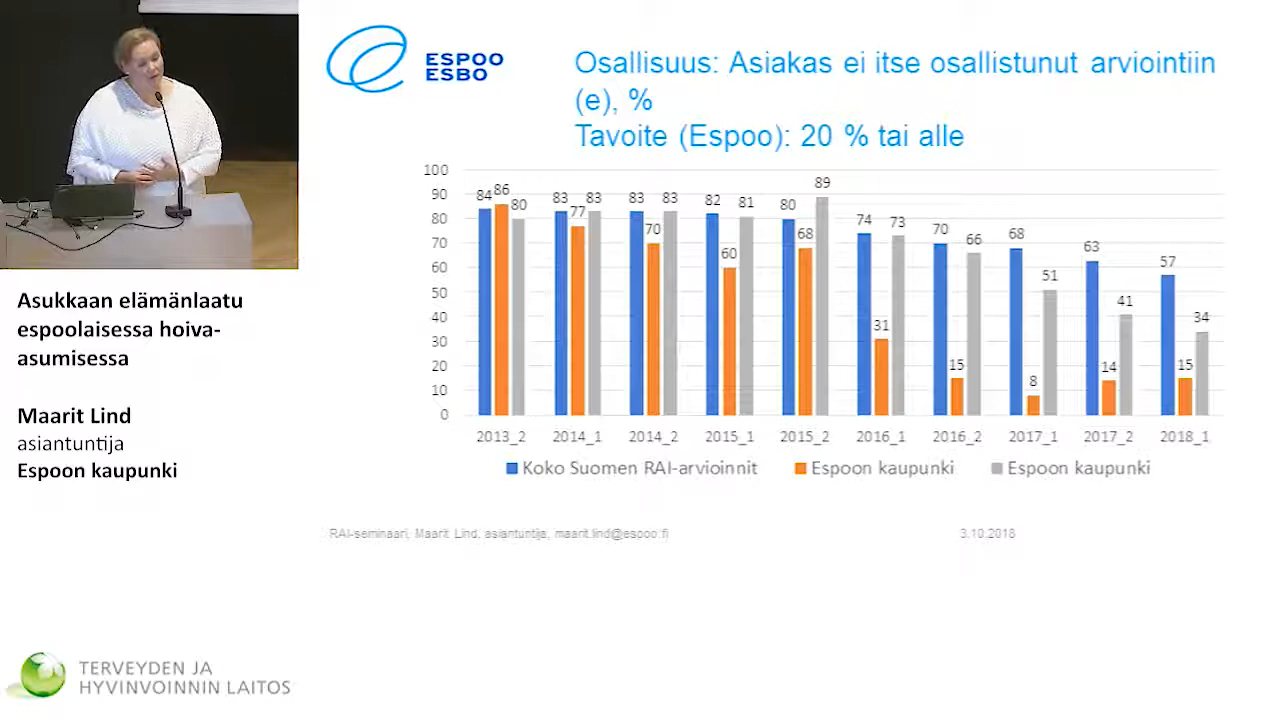 ESPOO
ESBO
Osallisuus: Asiakas ei itse osallistunut arviointiin
(e), %
Tavoite (Espoo): 20 % tai alle
100
90
80
70
60
50
40
30
20
10
0
84 86 80
83 77 83
83 70 83
82 60 81
80 68 89
74 31 73
70 15 66
68 8 51
63 14 41
57 15 34
2013_2 2014_1 2014_2 2015_1 2015_2 2016_1 2016_2 2017_1 2017_2 2018_1
Koko Suomen RAI-arvioinnit Espoon kaupunki Espoon kaupunki
RAI-seminaari, Maarit Lind, asiantuntija, maarit.lind@espoo.fi 3.10.2018
Asukkaan elämänlaatu
espoolaisessa hoiva-
asumisessa
Maarit Lind
asiantuntija
Espoon kaupunki
TERVEYDEN JA
HYVINVOINNIN LAITOS